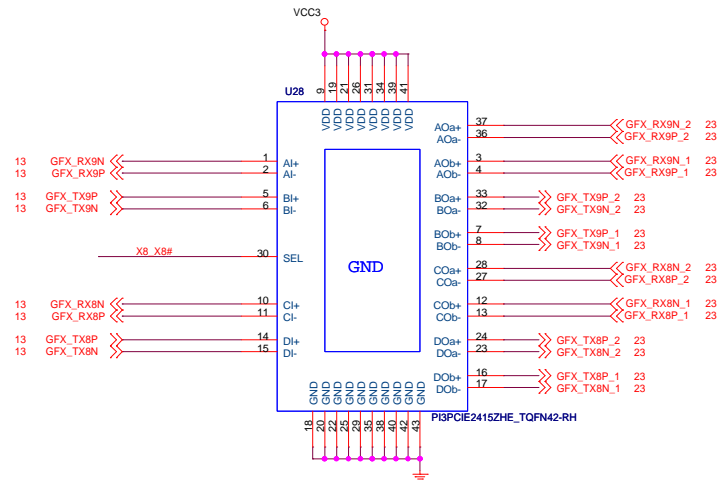 VCC3
U28
9 19 21 26 31 34 39 41
VDD VDD VDD VDD VDD VDD VDD VDD
AOa+ 37 GFX_RX9N_2 23
AOa- 36 GFX_RX9P_2 23
13 GFX_RX9N 1 AI+ AOb+ 3 GFX_RX9N_1 23
13 GFX_RX9P 2 AI- AOb- 4 GFX_RX9P_1 23
13 GFX_TX9P 5 BI+ BOa+ 33 GFX_TX9P_2 23
13 GFX_TX9N 6 BI- BOa- 32 GFX_TX9N_2 23
BOb+ 7 GFX_TX9P_1 23
BOb- 8 GFX_TX9N_1 23
X8_X8# 30 SEL
GND
COa+ 28 GFX_RX8N_2 23
COa- 27 GFX_RX8P_2 23
13 GFX_RX8N 10 CI+ COb+ 12 GFX_RX8N_1 23
13 GFX_RX8P 11 CI- COb- 13 GFX_RX8P_1 23
13 GFX_TX8P 14 DI+ DOa+ 24 GFX_TX8P_2 23
13 GFX_TX8N 15 DI- DOa- 23 GFX_TX8N_2 23
DOb+ 16 GFX_TX8P_1 23
DOb- 17 GFX_TX8N_1 23
GND GND GND GND GND GND GND GND GND GND
PI3PCIE2415ZHE_TQFN42-RH
18 20 22 25 29 35 38 40 42 43